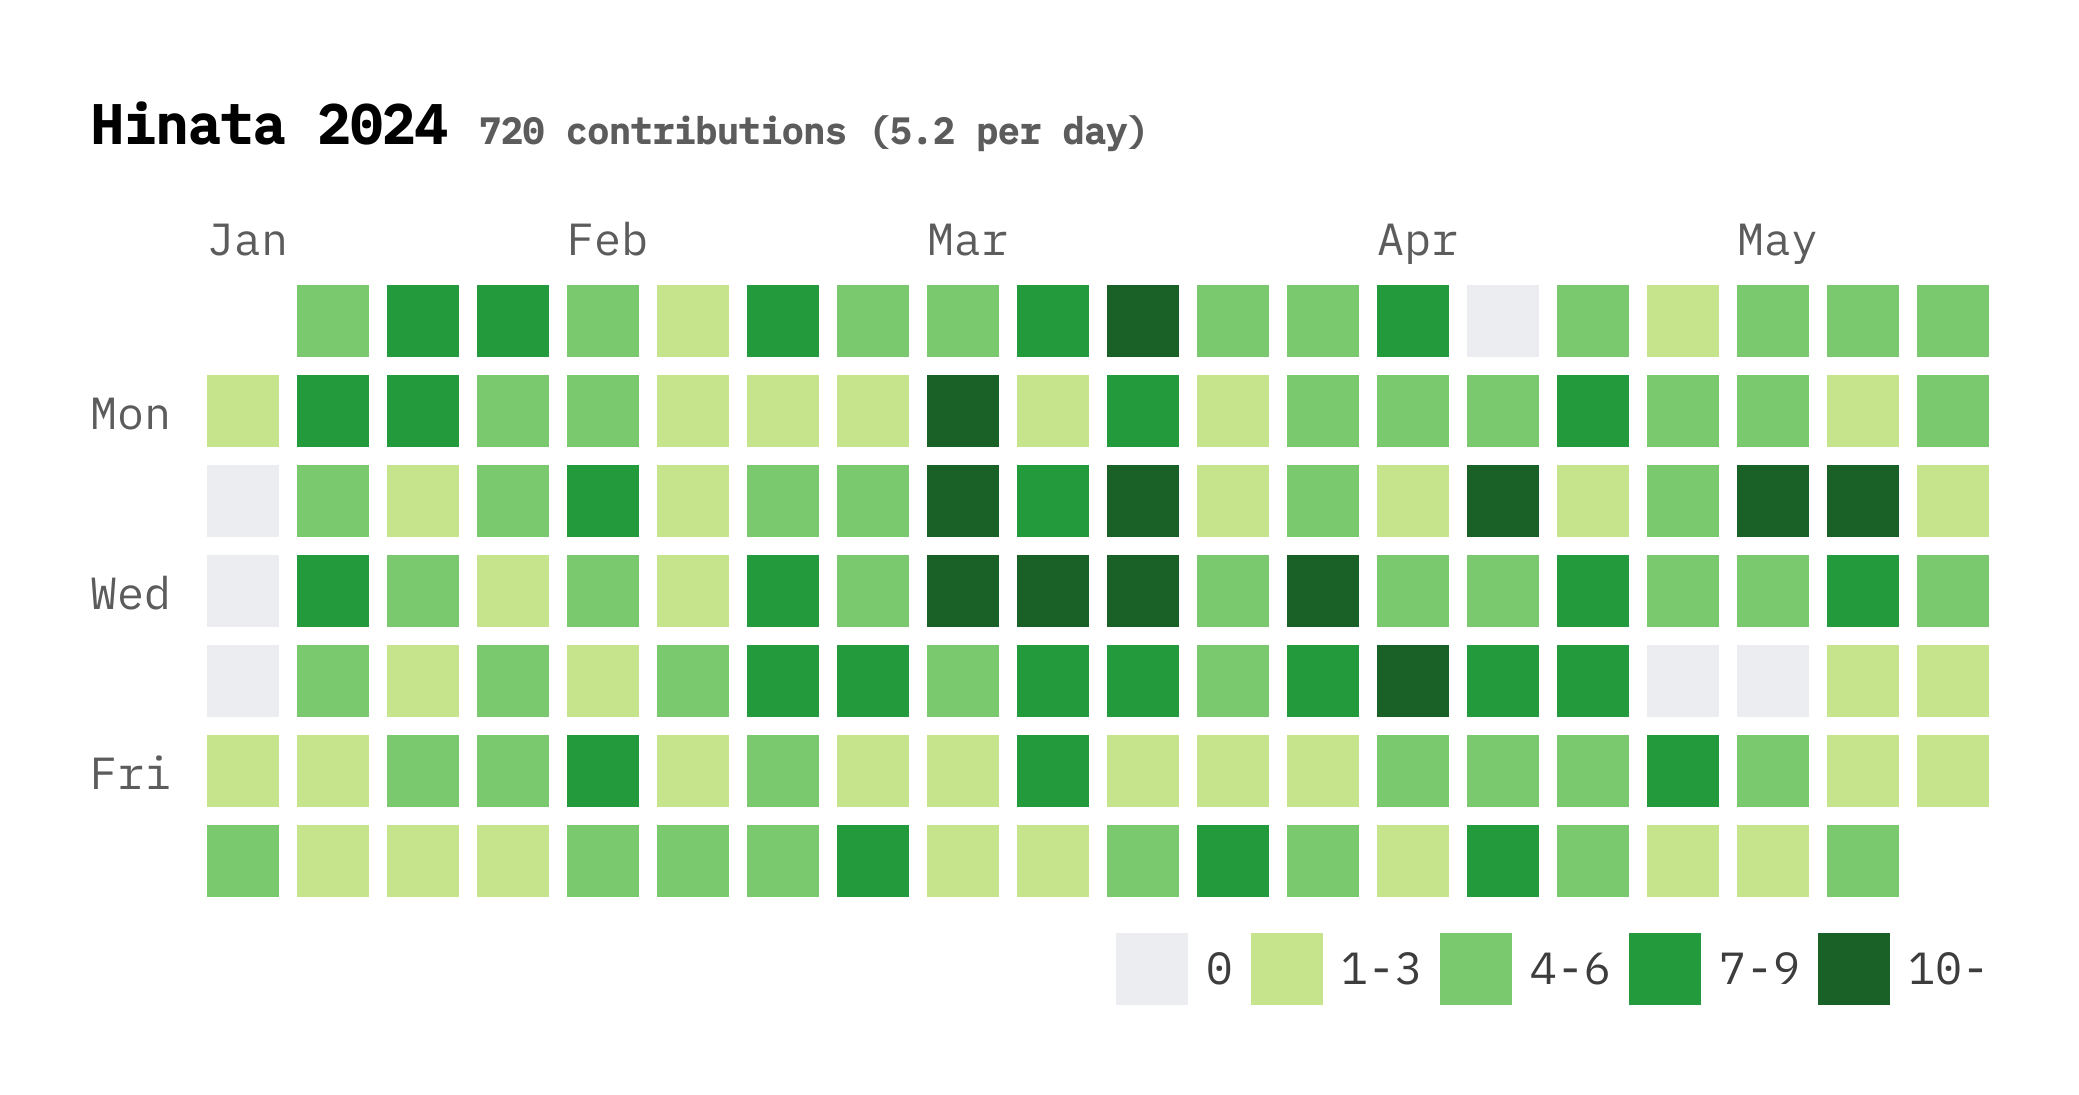 Hinata 2024 720 contributions (5.2 per day)
Jan Feb Mar Apr May
Mon
Wed
Fri
0 1-3 4-6 7-9 10-